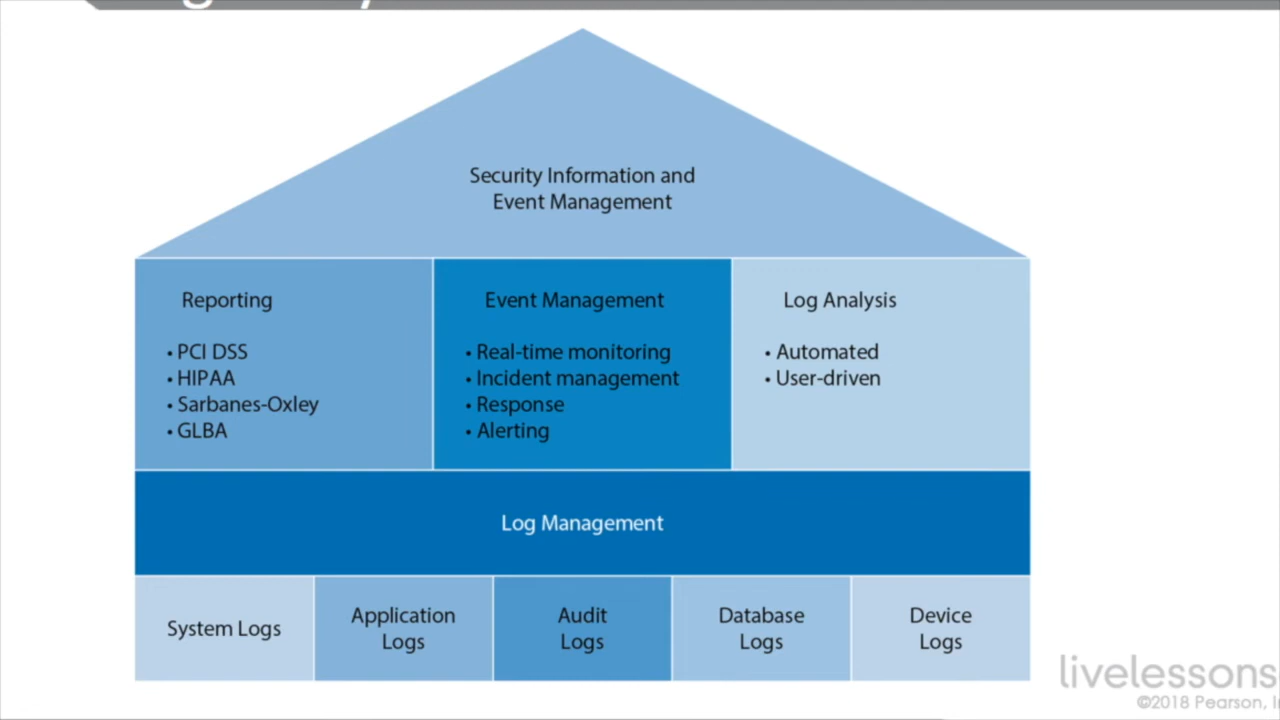 Security Information and
Event Management
Reporting
• PCI DSS
• HIPAA
• Sarbanes-Oxley
• GLBA
Event Management
• Real-time monitoring
• Incident management
• Response
• Alerting
Log Analysis
• Automated
• User-driven
Log Management
System Logs
Application
Logs
Audit
Logs
Database
Logs
Device
Logs
livelessons
©2018 Pearson,